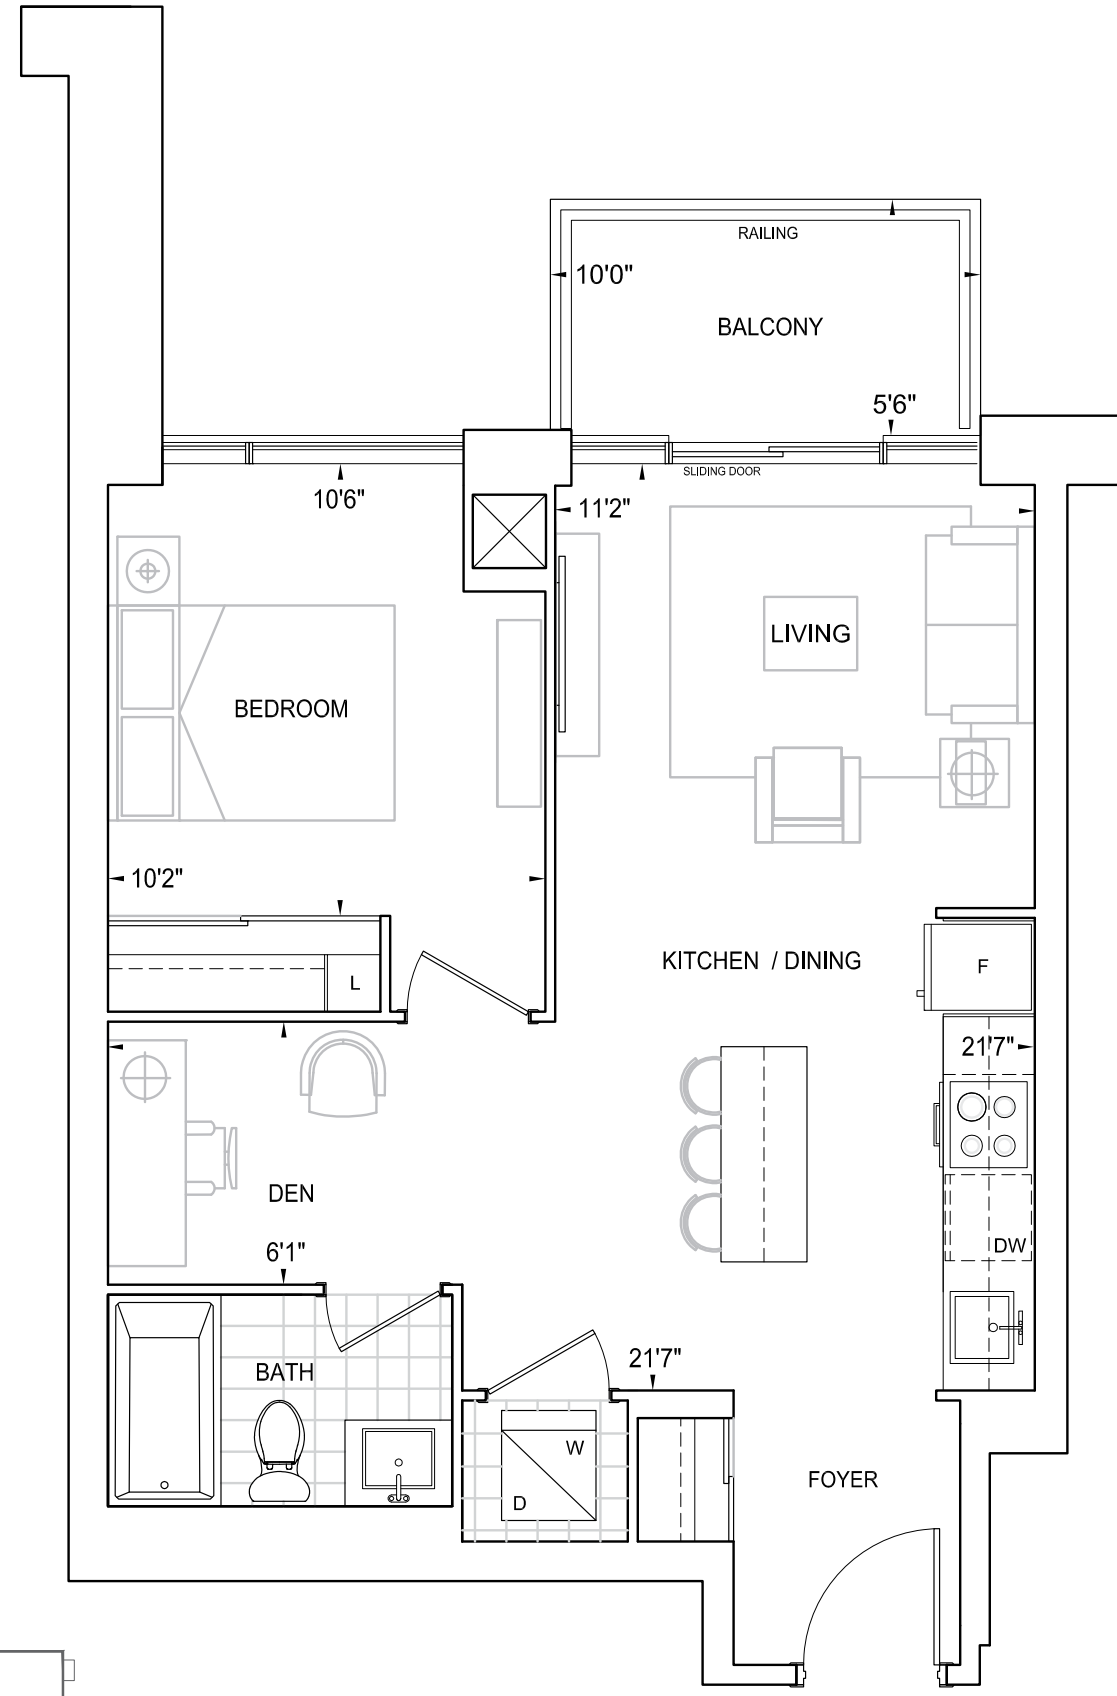 RAILING
10'0"
BALCONY
5'6"
SLIDING DOOR
10'6"
11'2"
LIVING
BEDROOM
10'2"
KITCHEN / DINING
F
L
21'7"
DEN
DW
6'1"
21'7"
BATH
W
D
FOYER